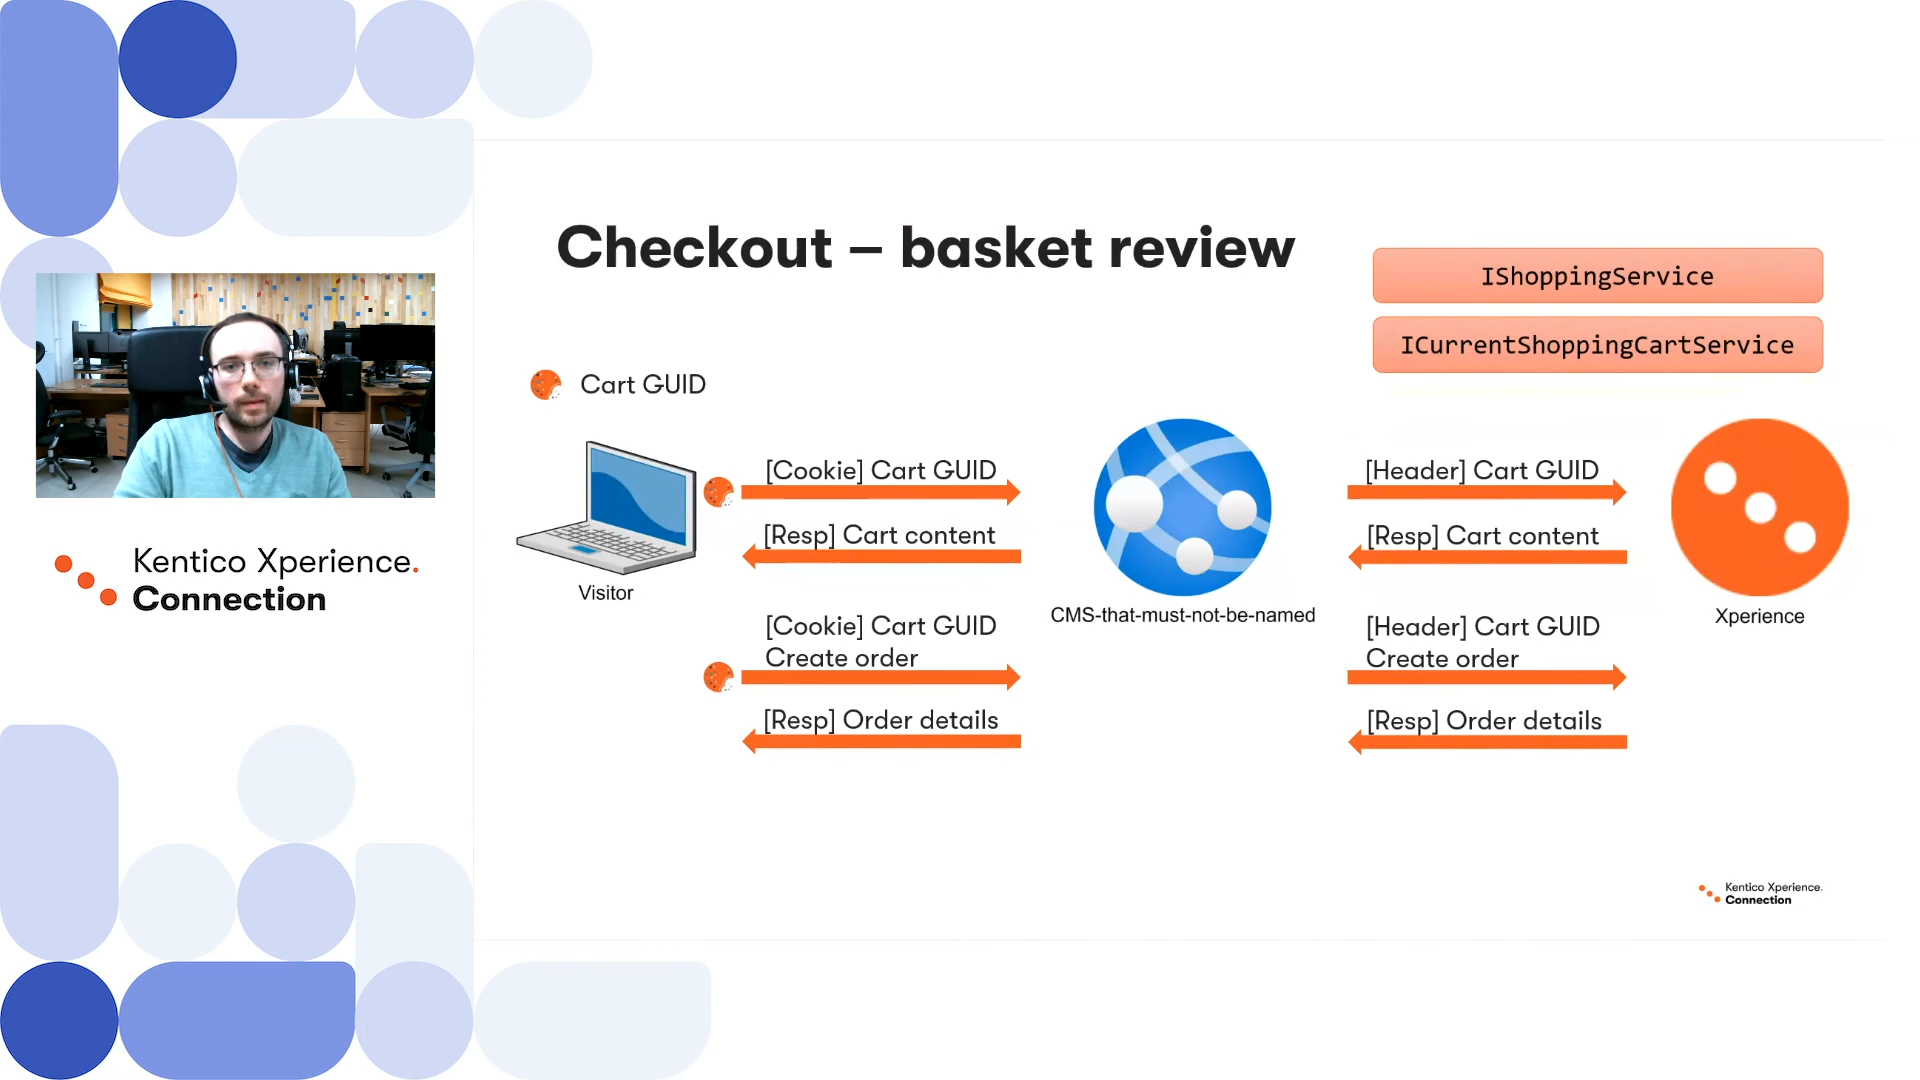 Checkout – basket review
IShoppingService
ICurrentShoppingCartService
Cart GUID
[Cookie] Cart GUID
[Resp] Cart content
Visitor
[Cookie] Cart GUID
Create order
[Resp] Order details
CMS-that-must-not-be-named
[Header] Cart GUID
[Resp] Cart content
Xperience
[Header] Cart GUID
Create order
[Resp] Order details
Kentico Xperience.
Connection
Kentico Xperience.
Connection